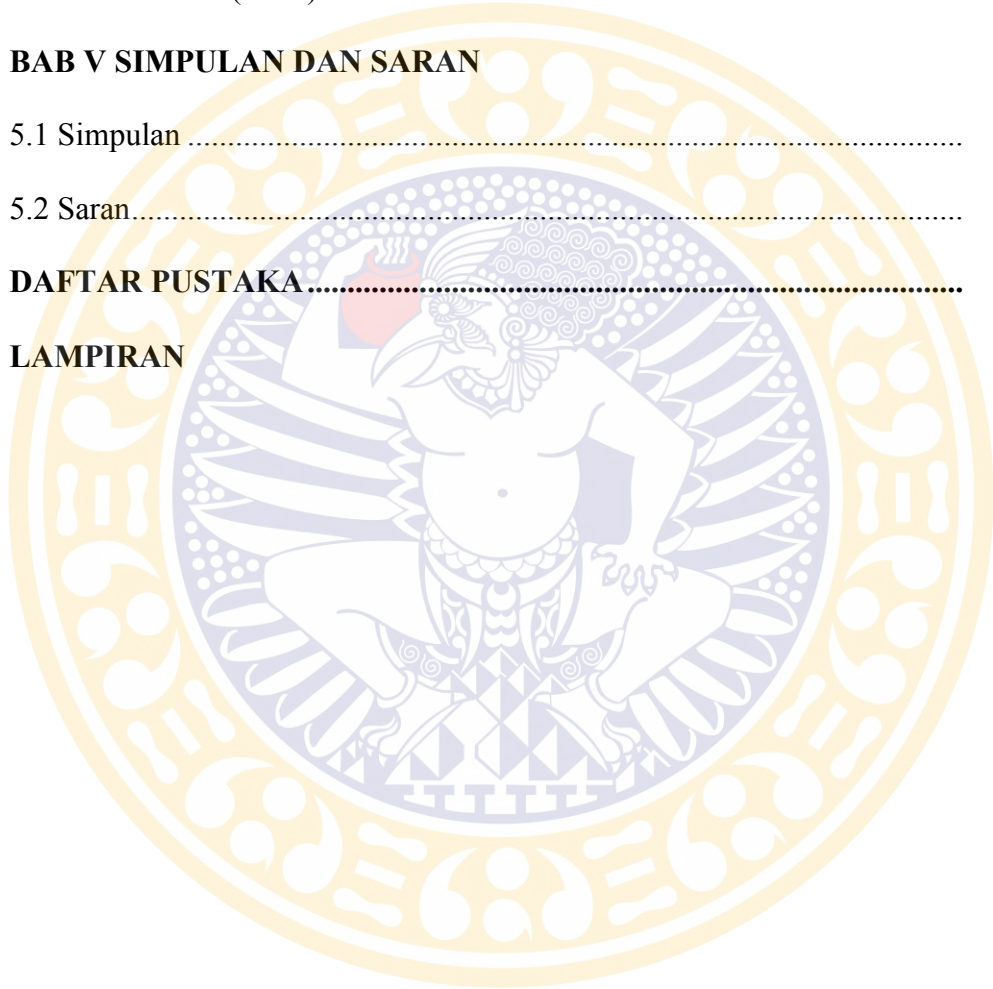 BAB V SIMPULAN DAN SARAN
5.1 Simpulan ....................................................................................................
5.2 Saran..........................................................................................................
DAFTAR PUSTAKA....................................................................................
LAMPIRAN